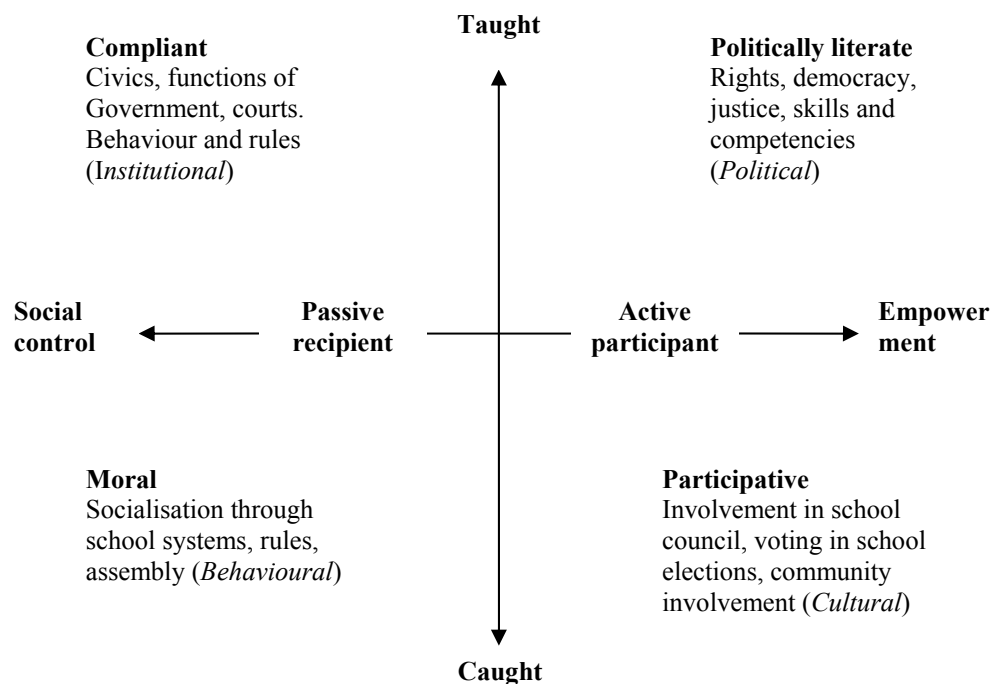 Taught
Compliant
Civics, functions of
Government, courts.
Behaviour and rules
(Institutional)
Politically literate
Rights, democracy,
justice, skills and
competencies
(Political)
Social
control
Passive
recipient
Active
participant
Empower
ment
Moral
Socialisation through
school systems, rules,
assembly (Behavioural)
Participative
Involvement in school
council, voting in school
elections, community
involvement (Cultural)
Caught